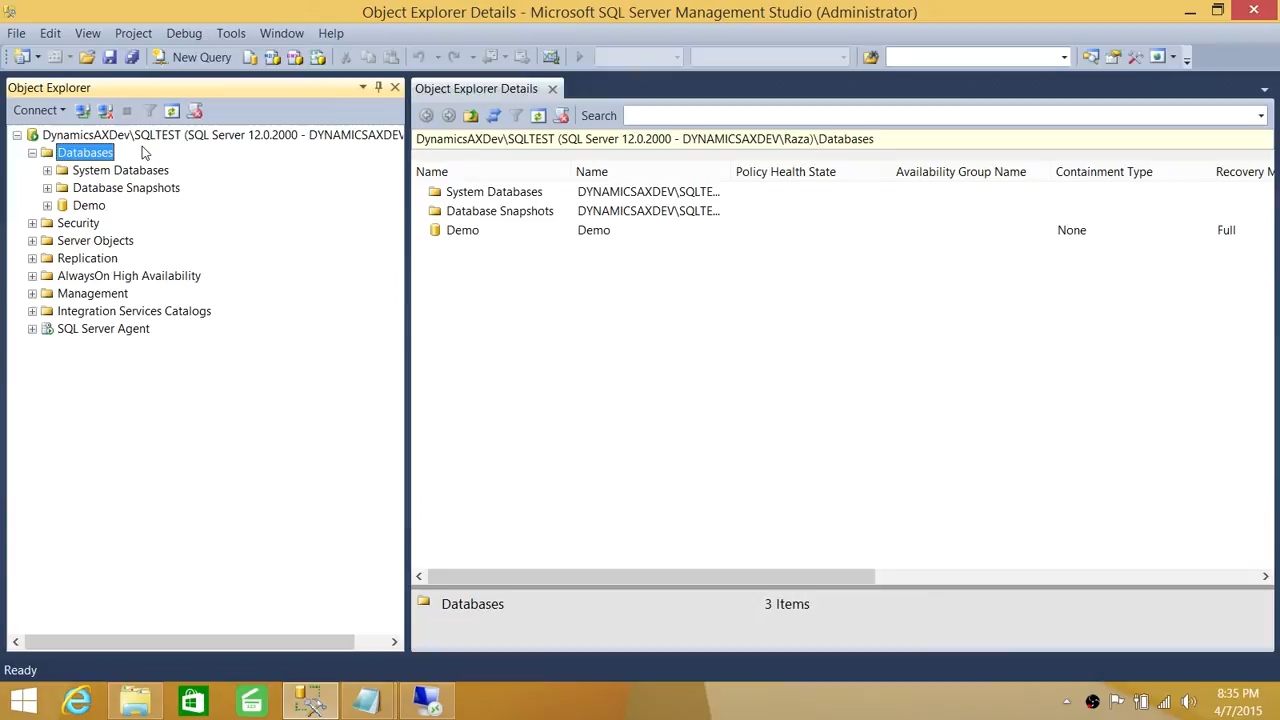 Object Explorer Details - Microsoft SQL Server Management Studio (Administrator)
File Edit View Project Debug Tools Window Help
New Query
Object Explorer
Connect
DynamicsAXDev\SQLTEST (SQL Server 12.0.2000 - DYNAMICSAXDEV
Databases
System Databases
Database Snapshots
Demo
Security
Server Objects
Replication
AlwaysOn High Availability
Management
Integration Services Catalogs
SQL Server Agent
Object Explorer Details
Search
DynamicsAXDev\SQLTEST (SQL Server 12.0.2000 - DYNAMICSAXDEV\Raza)\Databases
Name Name Policy Health State Availability Group Name Containment Type Recovery M
System Databases DYNAMICSAXDEV\SQLTE...
Database Snapshots DYNAMICSAXDEV\SQLTE...
Demo Demo None Full
Databases 3 Items
Ready
8:35 PM
4/7/2015